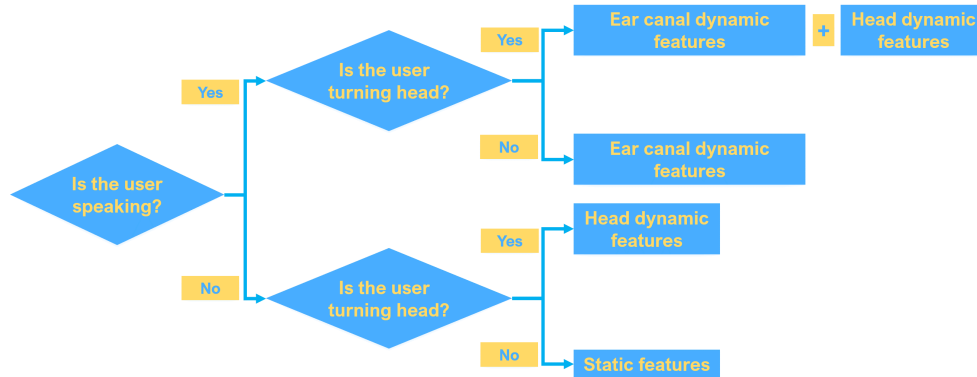 Is the user
speaking?
Yes
Is the user
turning head?
Yes
Ear canal dynamic
features
+
Head dynamic
features
No
Ear canal dynamic
features
No
Is the user
turning head?
Yes
Head dynamic
features
No
Static features